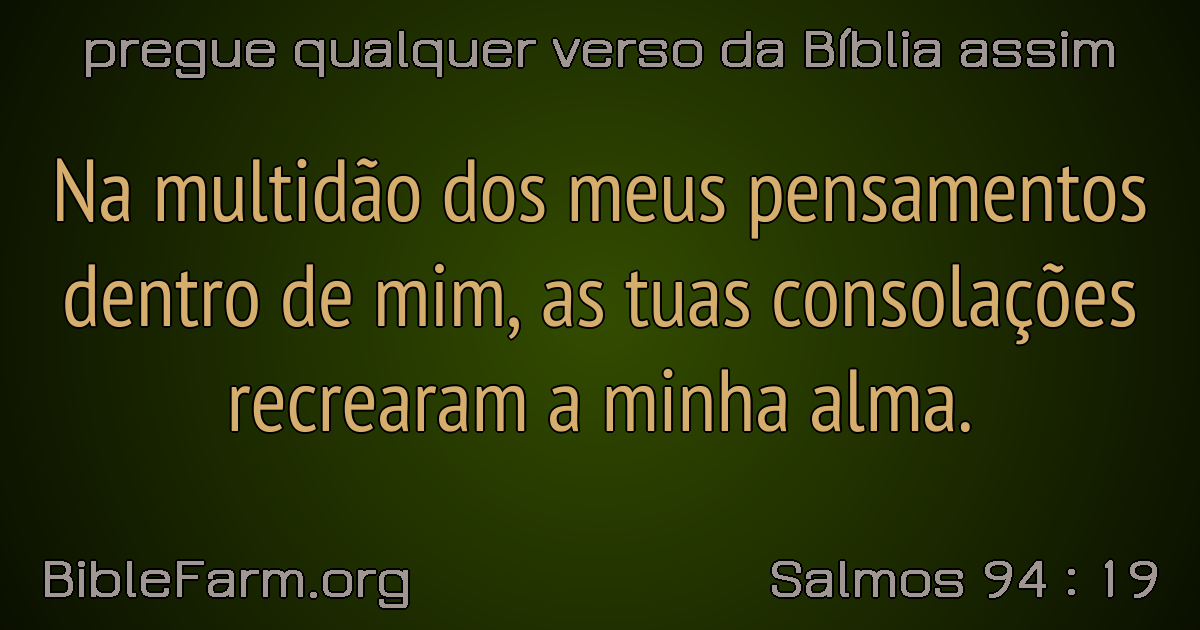 pregue qualquer verso da Bíblia assim
Na multidão dos meus pensamentos
dentro de mim, as tuas consolações
recrearam a minha alma.
BibleFarm.org
Salmos 94 : 19